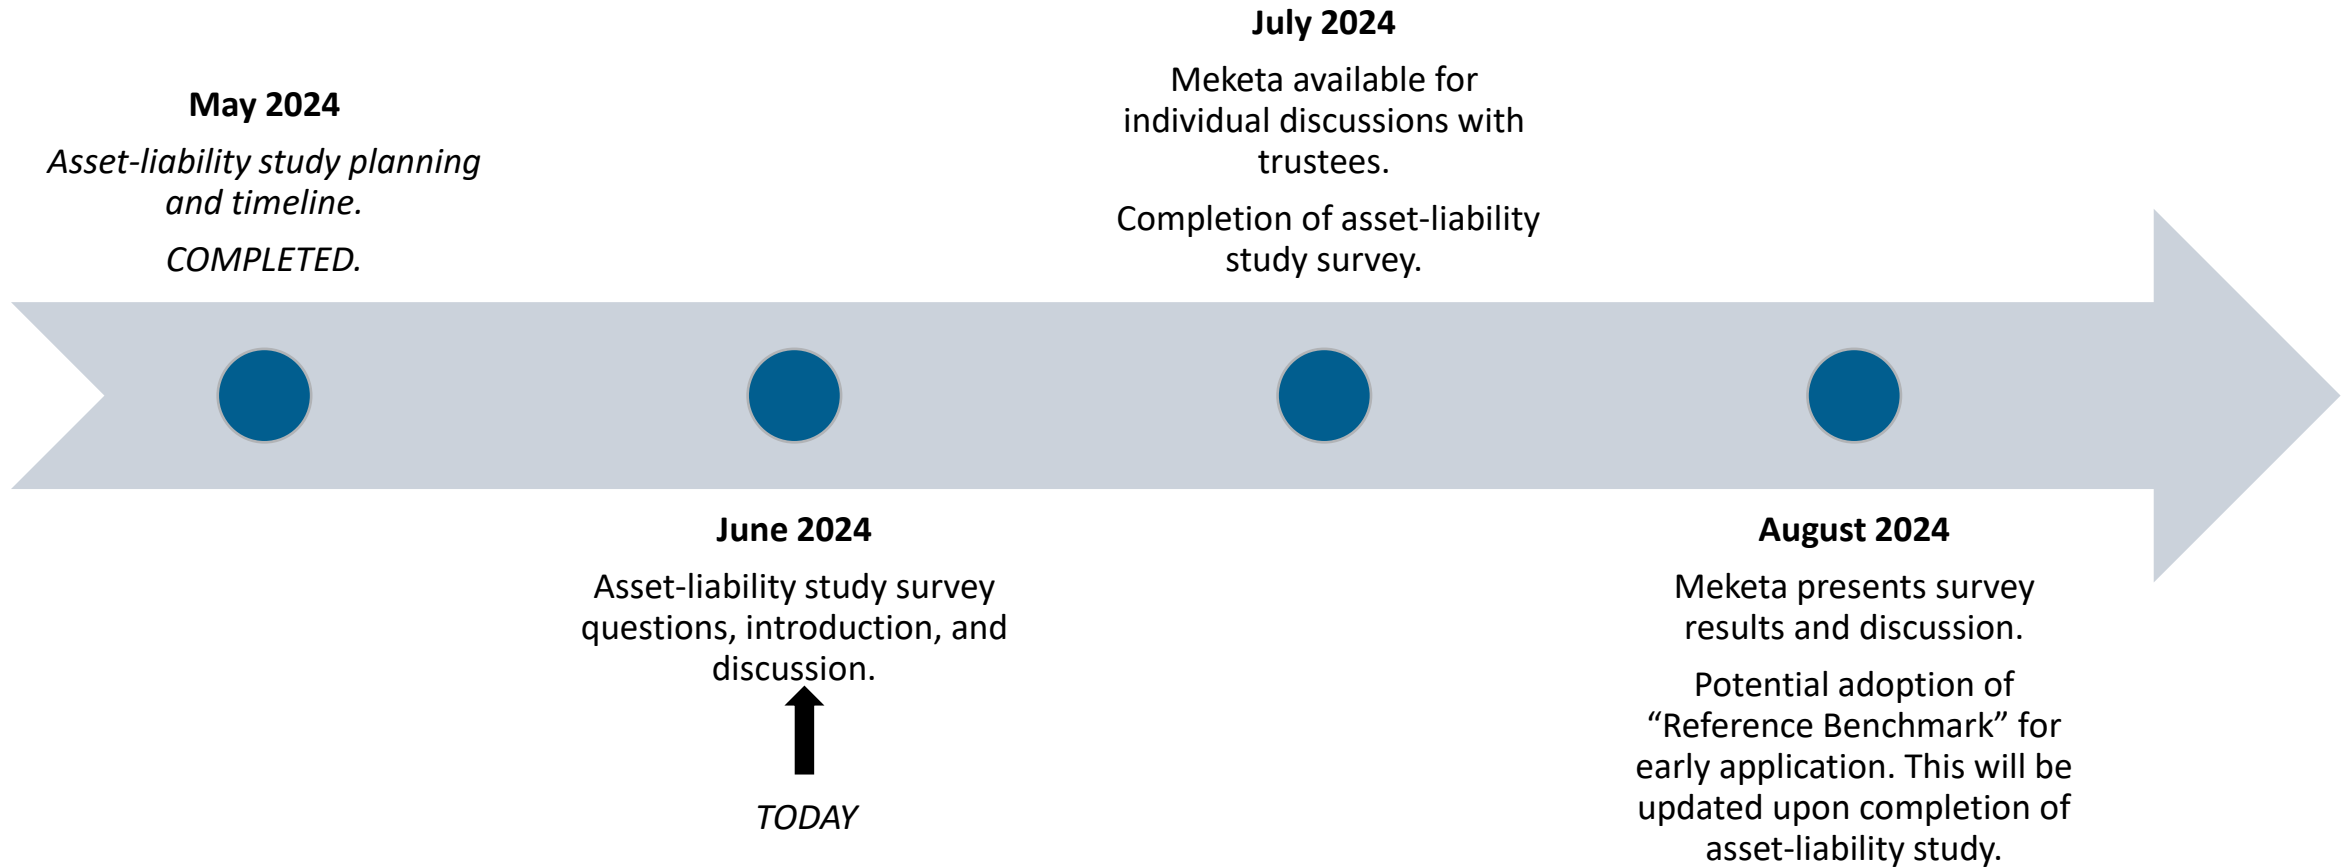 May 2024
Asset-liability study planning
and timeline.
COMPLETED.
June 2024
Asset-liability study survey
questions, introduction, and
discussion.
TODAY
July 2024
Meketa available for
individual discussions with
trustees.
Completion of asset-liability
study survey.
August 2024
Meketa presents survey
results and discussion.
Potential adoption of
“Reference Benchmark” for
early application. This will be
updated upon completion of
asset-liability study.